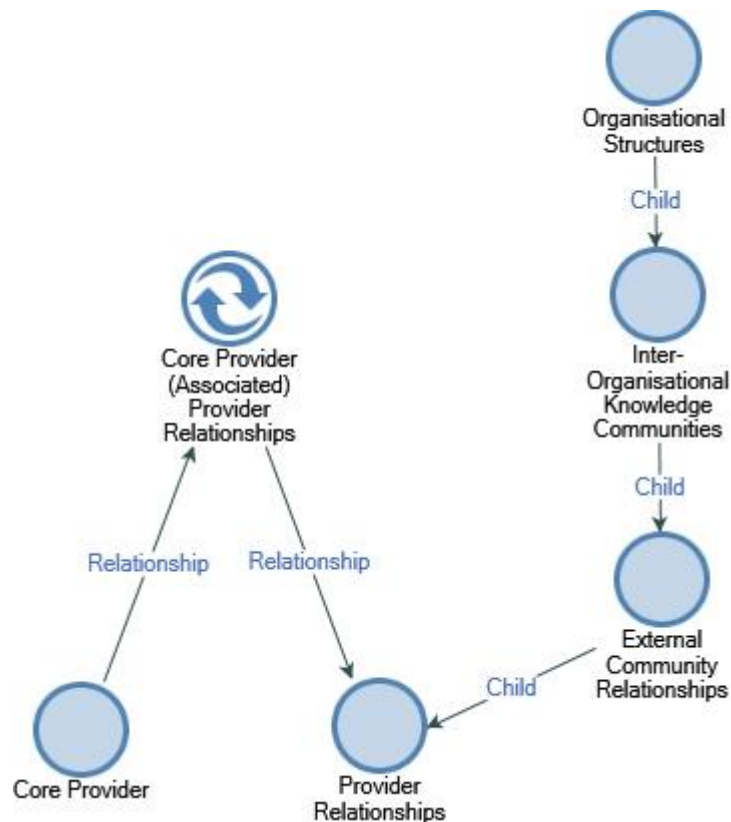 Organisational
Structures
Child
Core Provider
(Associated)
Provider
Relationships
Inter-
Organisational
Knowledge
Communities
Child
Relationship
Relationship
External
Community
Relationships
Child
Core Provider
Provider
Relationships